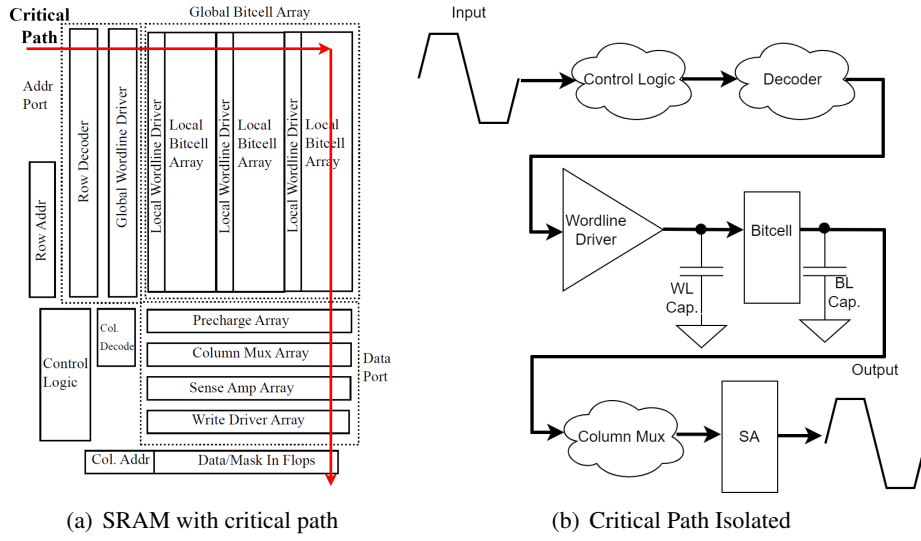 Critical
Path
Global Bitcell Array
Addr
Port
Row Addr
Row Decoder
Global Wordline Driver
Local Wordline Driver
Local
Bitcell
Array
Local Wordline Driver
Local
Bitcell
Array
Local Wordline Driver
Local
Bitcell
Array
Control
Logic
Col.
Decode
Precharge Array
Column Mux Array
Sense Amp Array
Write Driver Array
Data
Port
Col. Addr
Data/Mask In Flops
(a) SRAM with critical path
Input
Control Logic
Decoder
Wordline
Driver
WL
Cap.
Bitcell
BL
Cap.
Column Mux
SA
Output
(b) Critical Path Isolated